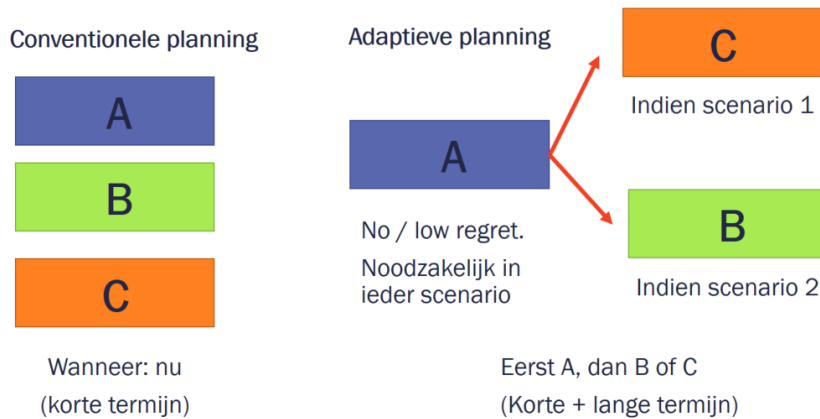 Conventionele planning
A
B
C
Wanneer: nu
(korte termijn)
Adaptieve planning
A
No / low regret.
Noodzakelijk in
ieder scenario
C
Indien scenario 1
B
Indien scenario 2
Eerst A, dan B of C
(Korte + lange termijn)